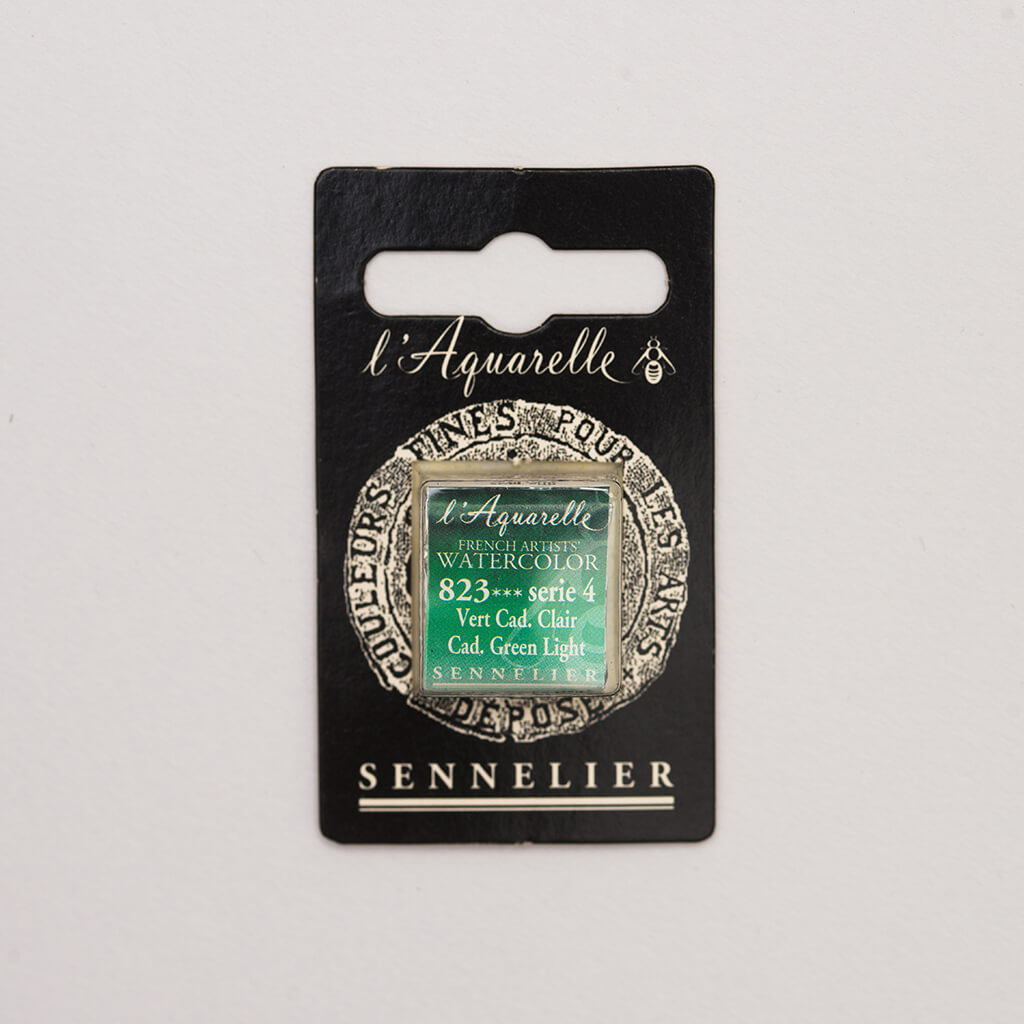 l'Aquarelle
COULEURS FINES POUR LES ARTS
DÉPOSÉ
l'Aquarelle
FRENCH ARTISTS'
WATERCOLOR
823*** serie 4
Vert Cad. Clair
Cad. Green Light
SENNELIER
SENNELIER